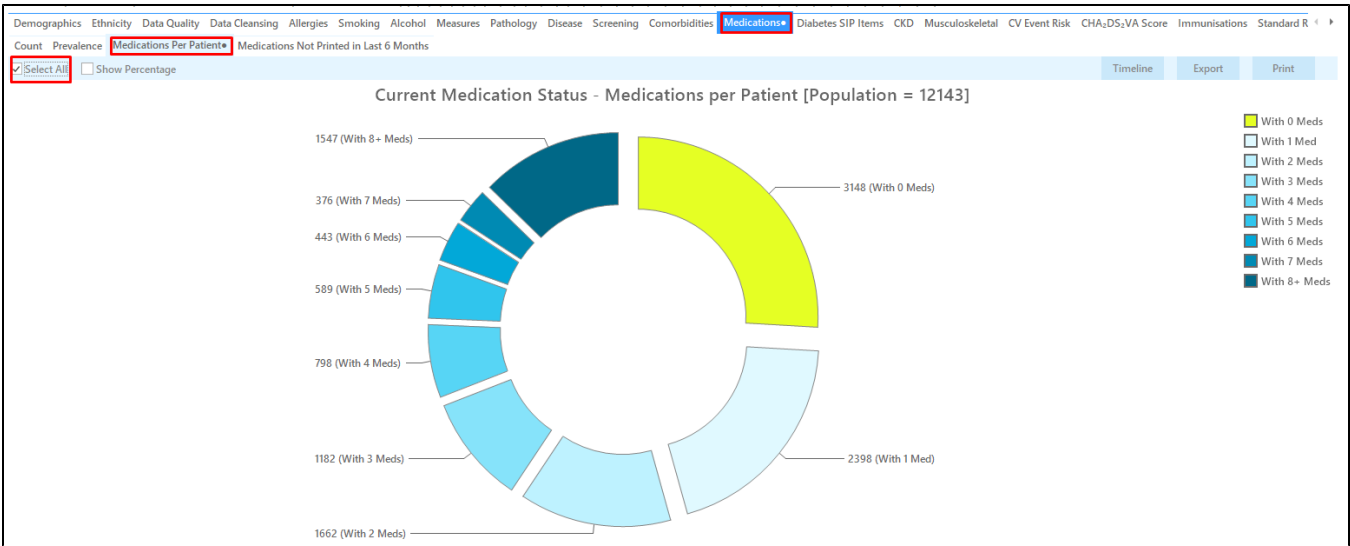 Demographics Ethnicity Data Quality Data Cleansing Allergies Smoking Alcohol Measures Pathology Disease Screening Comorbidities Medications• Diabetes SIP Items CKD Musculoskeletal CV Event Risk CHA₂DS₂VA Score Immunisations Standard R
Count Prevalence Medications Per Patient• Medications Not Printed in Last 6 Months
Select All Show Percentage Timeline Export Print
Current Medication Status - Medications per Patient [Population = 12143]
1547 (With 8+ Meds)
376 (With 7 Meds)
443 (With 6 Meds)
589 (With 5 Meds)
798 (With 4 Meds)
1182 (With 3 Meds)
1662 (With 2 Meds)
3148 (With 0 Meds)
2398 (With 1 Med)
With 0 Meds
With 1 Med
With 2 Meds
With 3 Meds
With 4 Meds
With 5 Meds
With 6 Meds
With 7 Meds
With 8+ Meds